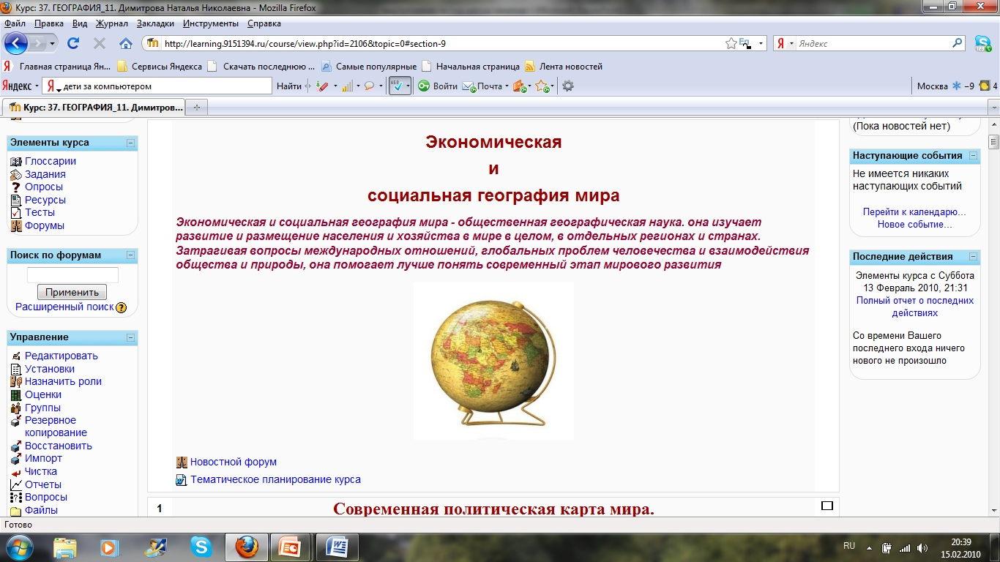 Курс: 37. ГЕОГРАФИЯ_11. Димитрова Наталья Николаевна - Mozilla Firefox
Файл Правка Вид Журнал Закладки Инструменты Справка
http://learning.9151394.ru/course/view.php?id=2106&topic=0#section-9
Яндекс
Главная страница Ян... Сервисы Яндекса Скачать последнюю ... Самые популярные Начальная страница Лента новостей
Яндекс дети за компьютером Найти Войти Почта Москва −9 4
Курс: 37. ГЕОГРАФИЯ_11. Димитров...
Элементы курса
Глоссарии
Задания
Опросы
Ресурсы
Тесты
Форумы
Поиск по форумам
Применить
Расширенный поиск
Управление
Редактировать
Установки
Назначить роли
Оценки
Группы
Резервное
копирование
Восстановить
Импорт
Чистка
Отчеты
Вопросы
Файлы
Экономическая
и
социальная география мира
Экономическая и социальная география мира - общественная географическая наука. она изучает
развитие и размещение населения и хозяйства в мире в целом, в отдельных регионах и странах.
Затрагивая вопросы международных отношений, глобальных проблем человечества и взаимодействия
общества и природы, она помогает лучше понять современный этап мирового развития
Новостной форум
Тематическое планирование курса
1
Современная политическая карта мира.
(Пока новостей нет)
Наступающие события
Не имеется никаких
наступающих событий
Перейти к календарю...
Новое событие...
Последние действия
Элементы курса с Суббота
13 Февраль 2010, 21:31
Полный отчет о последних
действиях
Со времени Вашего
последнего входа ничего
нового не произошло
Готово
RU
20:39
15.02.2010